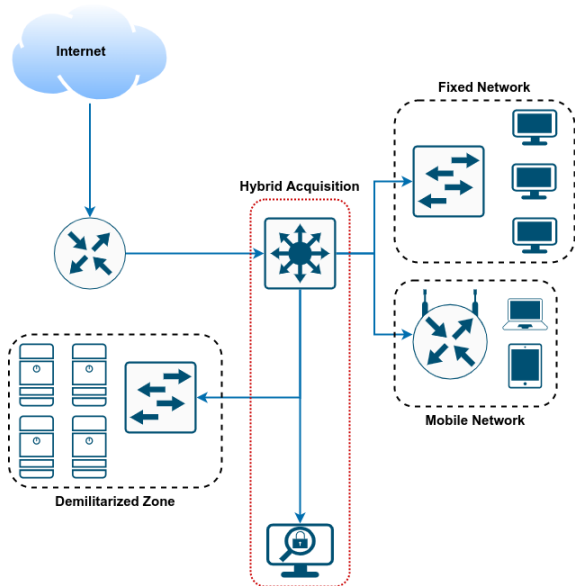 Internet
Fixed Network
Hybrid Acquisition
Mobile Network
Demilitarized Zone